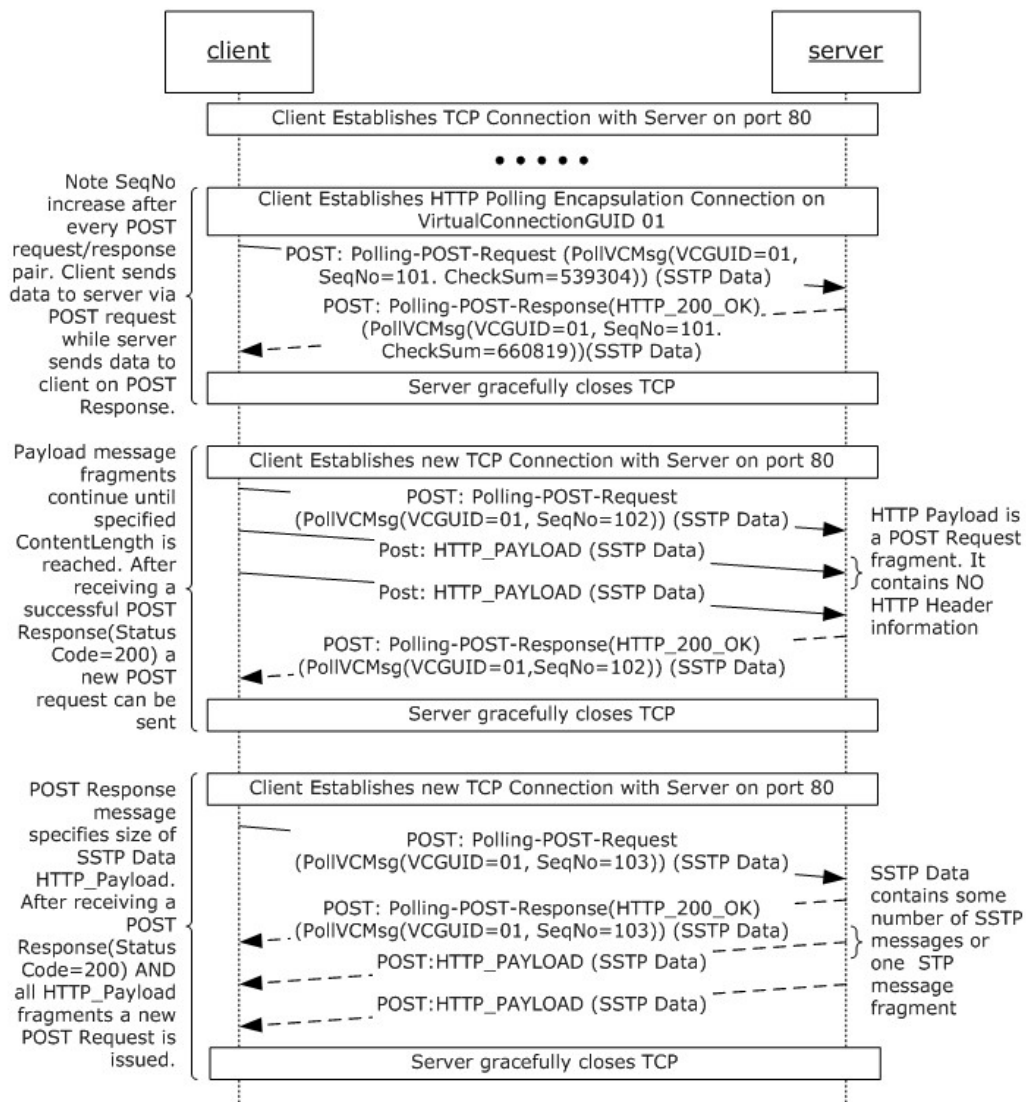 client
server
Client Establishes TCP Connection with Server on port 80
Note SeqNo
increase after
every POST
request/response
pair. Client sends
data to server via
POST request
while server
sends data to
client on POST
Response.
Client Establishes HTTP Polling Encapsulation Connection on
VirtualConnectionGUID 01
POST: Polling-POST-Request (PollVCMsg(VCGUID=01,
SeqNo=101. CheckSum=539304)) (SSTP Data)
POST: Polling-POST-Response(HTTP_200_OK)
(PollVCMsg(VCGUID=01, SeqNo=101.
CheckSum=660819))(SSTP Data)
Server gracefully closes TCP
Payload message
fragments
continue until
specified
ContentLength is
reached. After
receiving a
successful POST
Response(Status
Code=200) a
new POST
request can be
sent
Client Establishes new TCP Connection with Server on port 80
POST: Polling-POST-Request
(PollVCMsg(VCGUID=01, SeqNo=102)) (SSTP Data)
Post: HTTP_PAYLOAD (SSTP Data)
Post: HTTP_PAYLOAD (SSTP Data)
POST: Polling-POST-Response(HTTP_200_OK)
(PollVCMsg(VCGUID=01,SeqNo=102)) (SSTP Data)
HTTP Payload is
a POST Request
fragment. It
contains NO
HTTP Header
information
Server gracefully closes TCP
POST Response
message
specifies size of
SSTP Data
HTTP_Payload.
After receiving a
POST
Response(Status
Code=200) AND
all HTTP_Payload
fragments a new
POST Request is
issued.
Client Establishes new TCP Connection with Server on port 80
POST: Polling-POST-Request
(PollVCMsg(VCGUID=01, SeqNo=103)) (SSTP Data)
POST: Polling-POST-Response(HTTP_200_OK)
(PollVCMsg(VCGUID=01, SeqNo=103)) (SSTP Data)
POST:HTTP_PAYLOAD (SSTP Data)
POST:HTTP_PAYLOAD (SSTP Data)
SSTP Data
contains some
number of SSTP
messages or
one STP
message
fragment
Server gracefully closes TCP